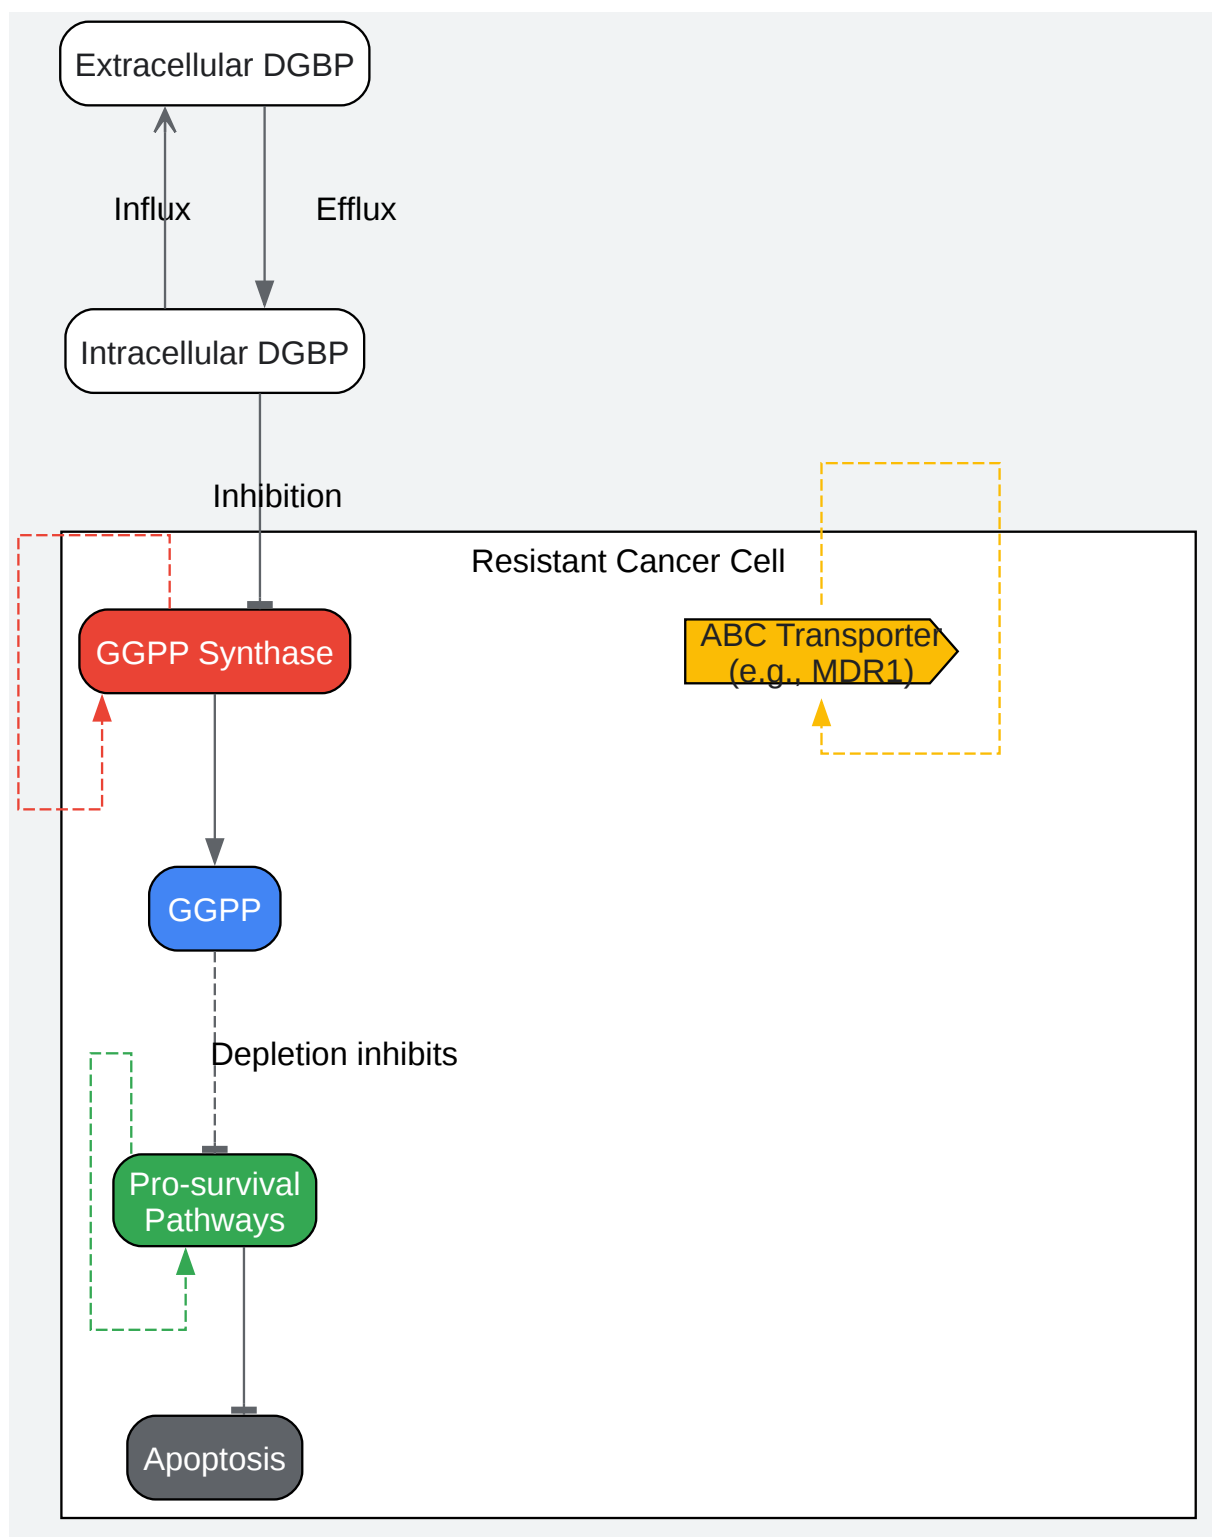 Extracellular DGBP
Influx
Efflux
Intracellular DGBP
Inhibition
Resistant Cancer Cell
GGPP Synthase
ABC Transporter
(e.g., MDR1)
GGPP
Depletion inhibits
Pro-survival
Pathways
Apoptosis